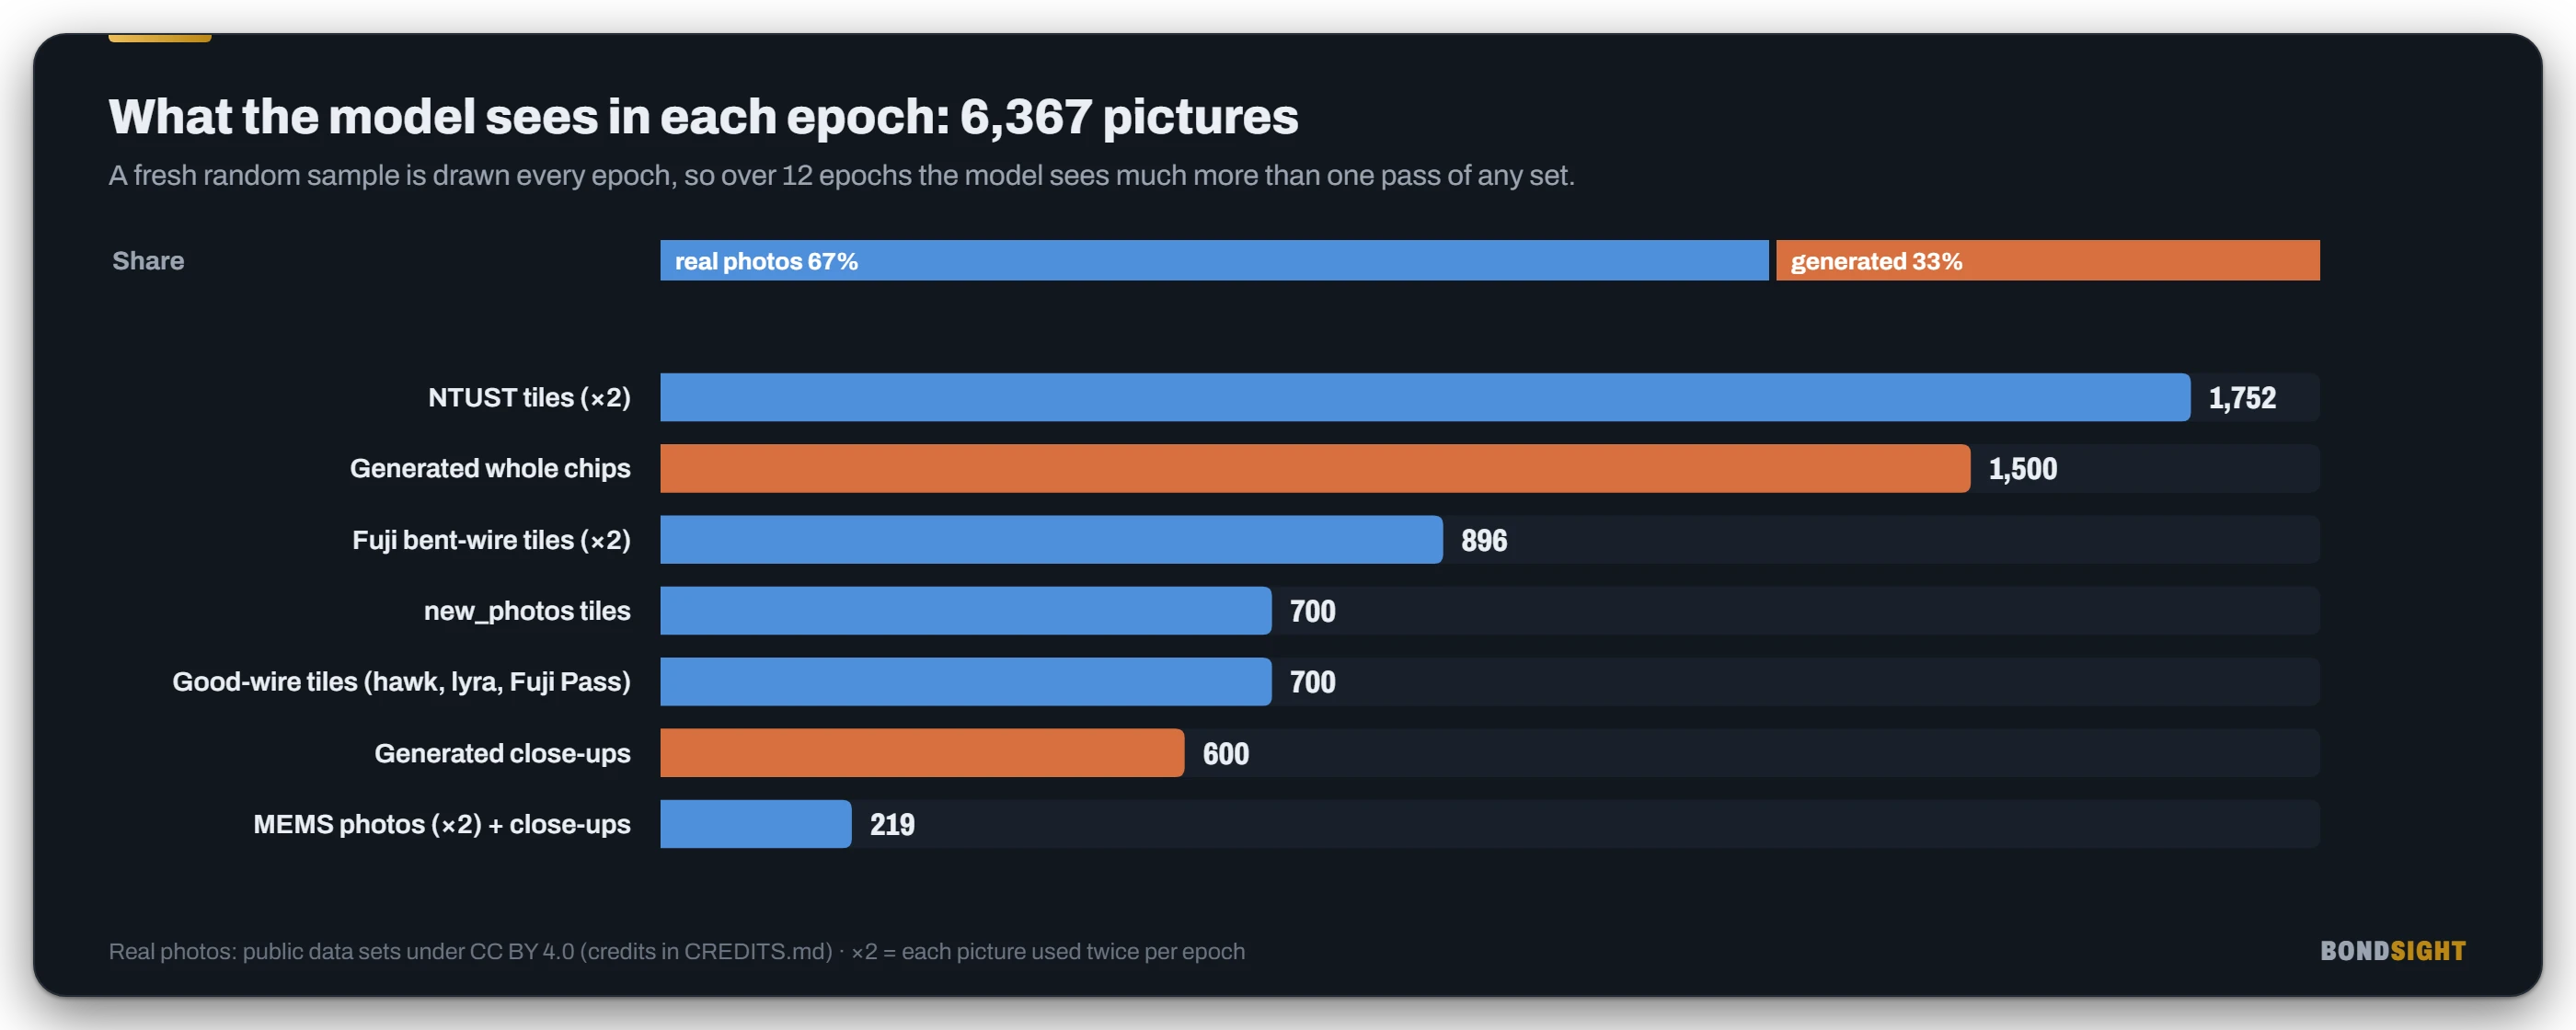 What the model sees in each epoch: 6,367 pictures
A fresh random sample is drawn every epoch, so over 12 epochs the model sees much more than one pass of any set.
Share
real photos 67%
generated 33%
NTUST tiles (×2)
1,752
Generated whole chips
1,500
Fuji bent-wire tiles (×2)
896
new_photos tiles
700
Good-wire tiles (hawk, lyra, Fuji Pass)
700
Generated close-ups
600
MEMS photos (×2) + close-ups
219
Real photos: public data sets under CC BY 4.0 (credits in CREDITS.md) · ×2 = each picture used twice per epoch
BONDSIGHT